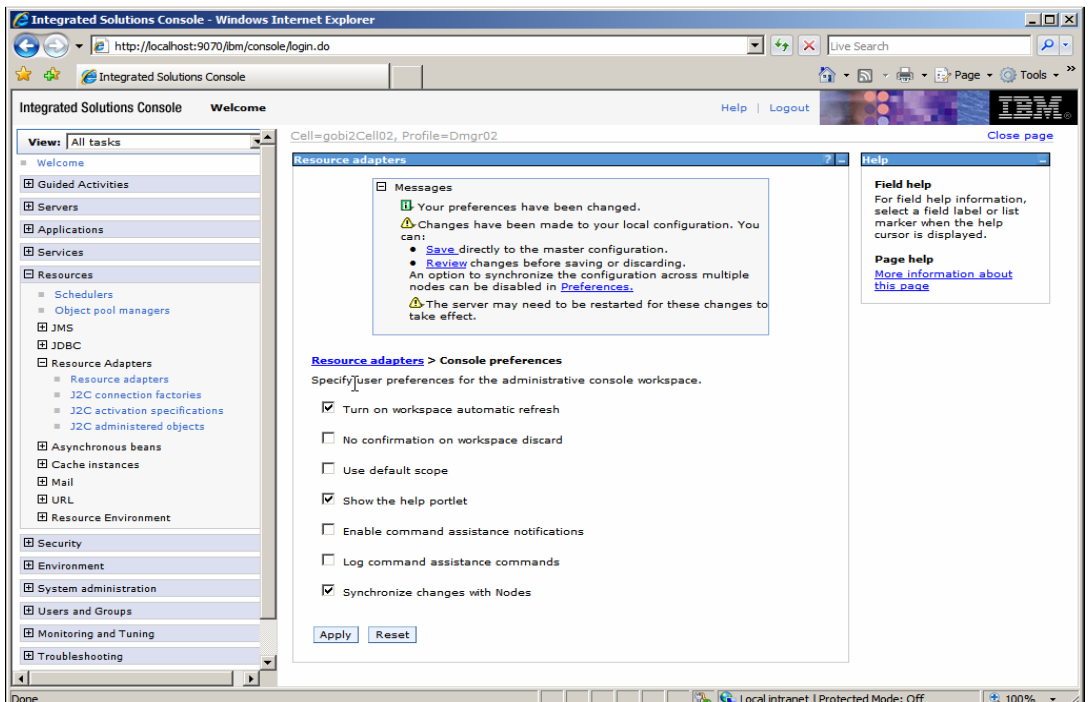 Integrated Solutions Console - Windows Internet Explorer
http://localhost:9070/ibm/console/login.do
Live Search
Integrated Solutions Console
Page
Tools
»
Integrated Solutions Console Welcome
Help | Logout
IBM®
View: All tasks
Welcome
Guided Activities
Servers
Applications
Services
Resources
Schedulers
Object pool managers
JMS
JDBC
Resource Adapters
Resource adapters
J2C connection factories
J2C activation specifications
J2C administered objects
Asynchronous beans
Cache instances
Mail
URL
Resource Environment
Security
Environment
System administration
Users and Groups
Monitoring and Tuning
Troubleshooting
Cell=gobi2Cell02, Profile=Dmgr02
Close page
Resource adapters
? -
Messages
Your preferences have been changed.
Changes have been made to your local configuration. You
can:
• Save directly to the master configuration.
• Review changes before saving or discarding.
An option to synchronize the configuration across multiple
nodes can be disabled in Preferences.
The server may need to be restarted for these changes to
take effect.
Resource adapters > Console preferences
Specify user preferences for the administrative console workspace.
Turn on workspace automatic refresh
No confirmation on workspace discard
Use default scope
Show the help portlet
Enable command assistance notifications
Log command assistance commands
Synchronize changes with Nodes
Apply Reset
Help
Field help
For field help information,
select a field label or list
marker when the help
cursor is displayed.
Page help
More information about
this page
Done
Local intranet | Protected Mode: Off
100%